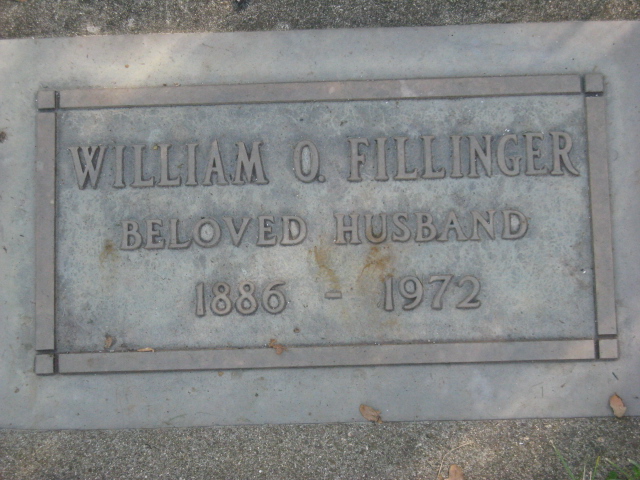 WILLIAM O. FILLINGER
BELOVED HUSBAND
1886 - 1972